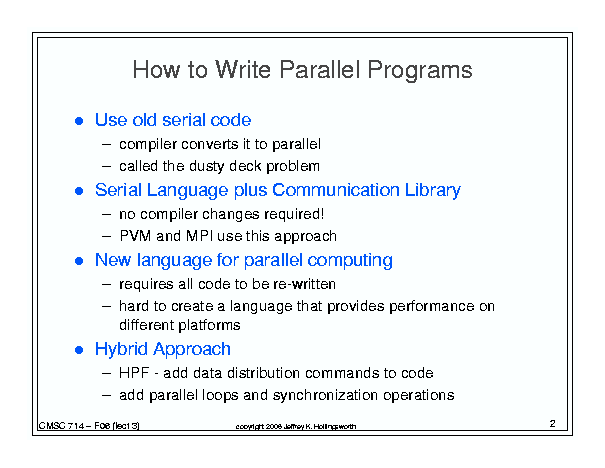 How to Write Parallel Programs
● Use old serial code
– compiler converts it to parallel
– called the dusty deck problem
● Serial Language plus Communication Library
– no compiler changes required!
– PVM and MPI use this approach
● New language for parallel computing
– requires all code to be re-written
– hard to create a language that provides performance on
different platforms
● Hybrid Approach
– HPF - add data distribution commands to code
– add parallel loops and synchronization operations
CMSC 714 – F06 (lect 3)
copyright 2006 Jeffrey K. Hollingsworth
2